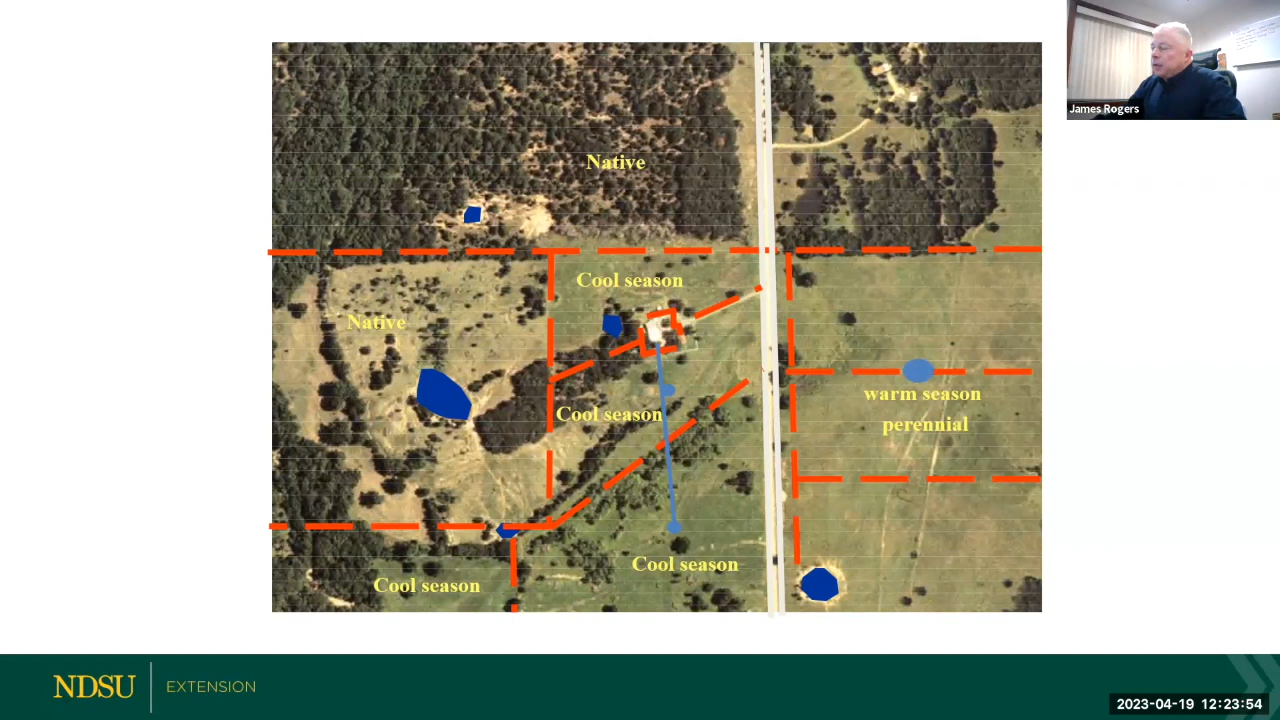 James Rogers
Native
Cool season
Native
warm season
perennial
Cool season
Cool season
Cool season
NDSU
EXTENSION
2023-04-19 12:23:54